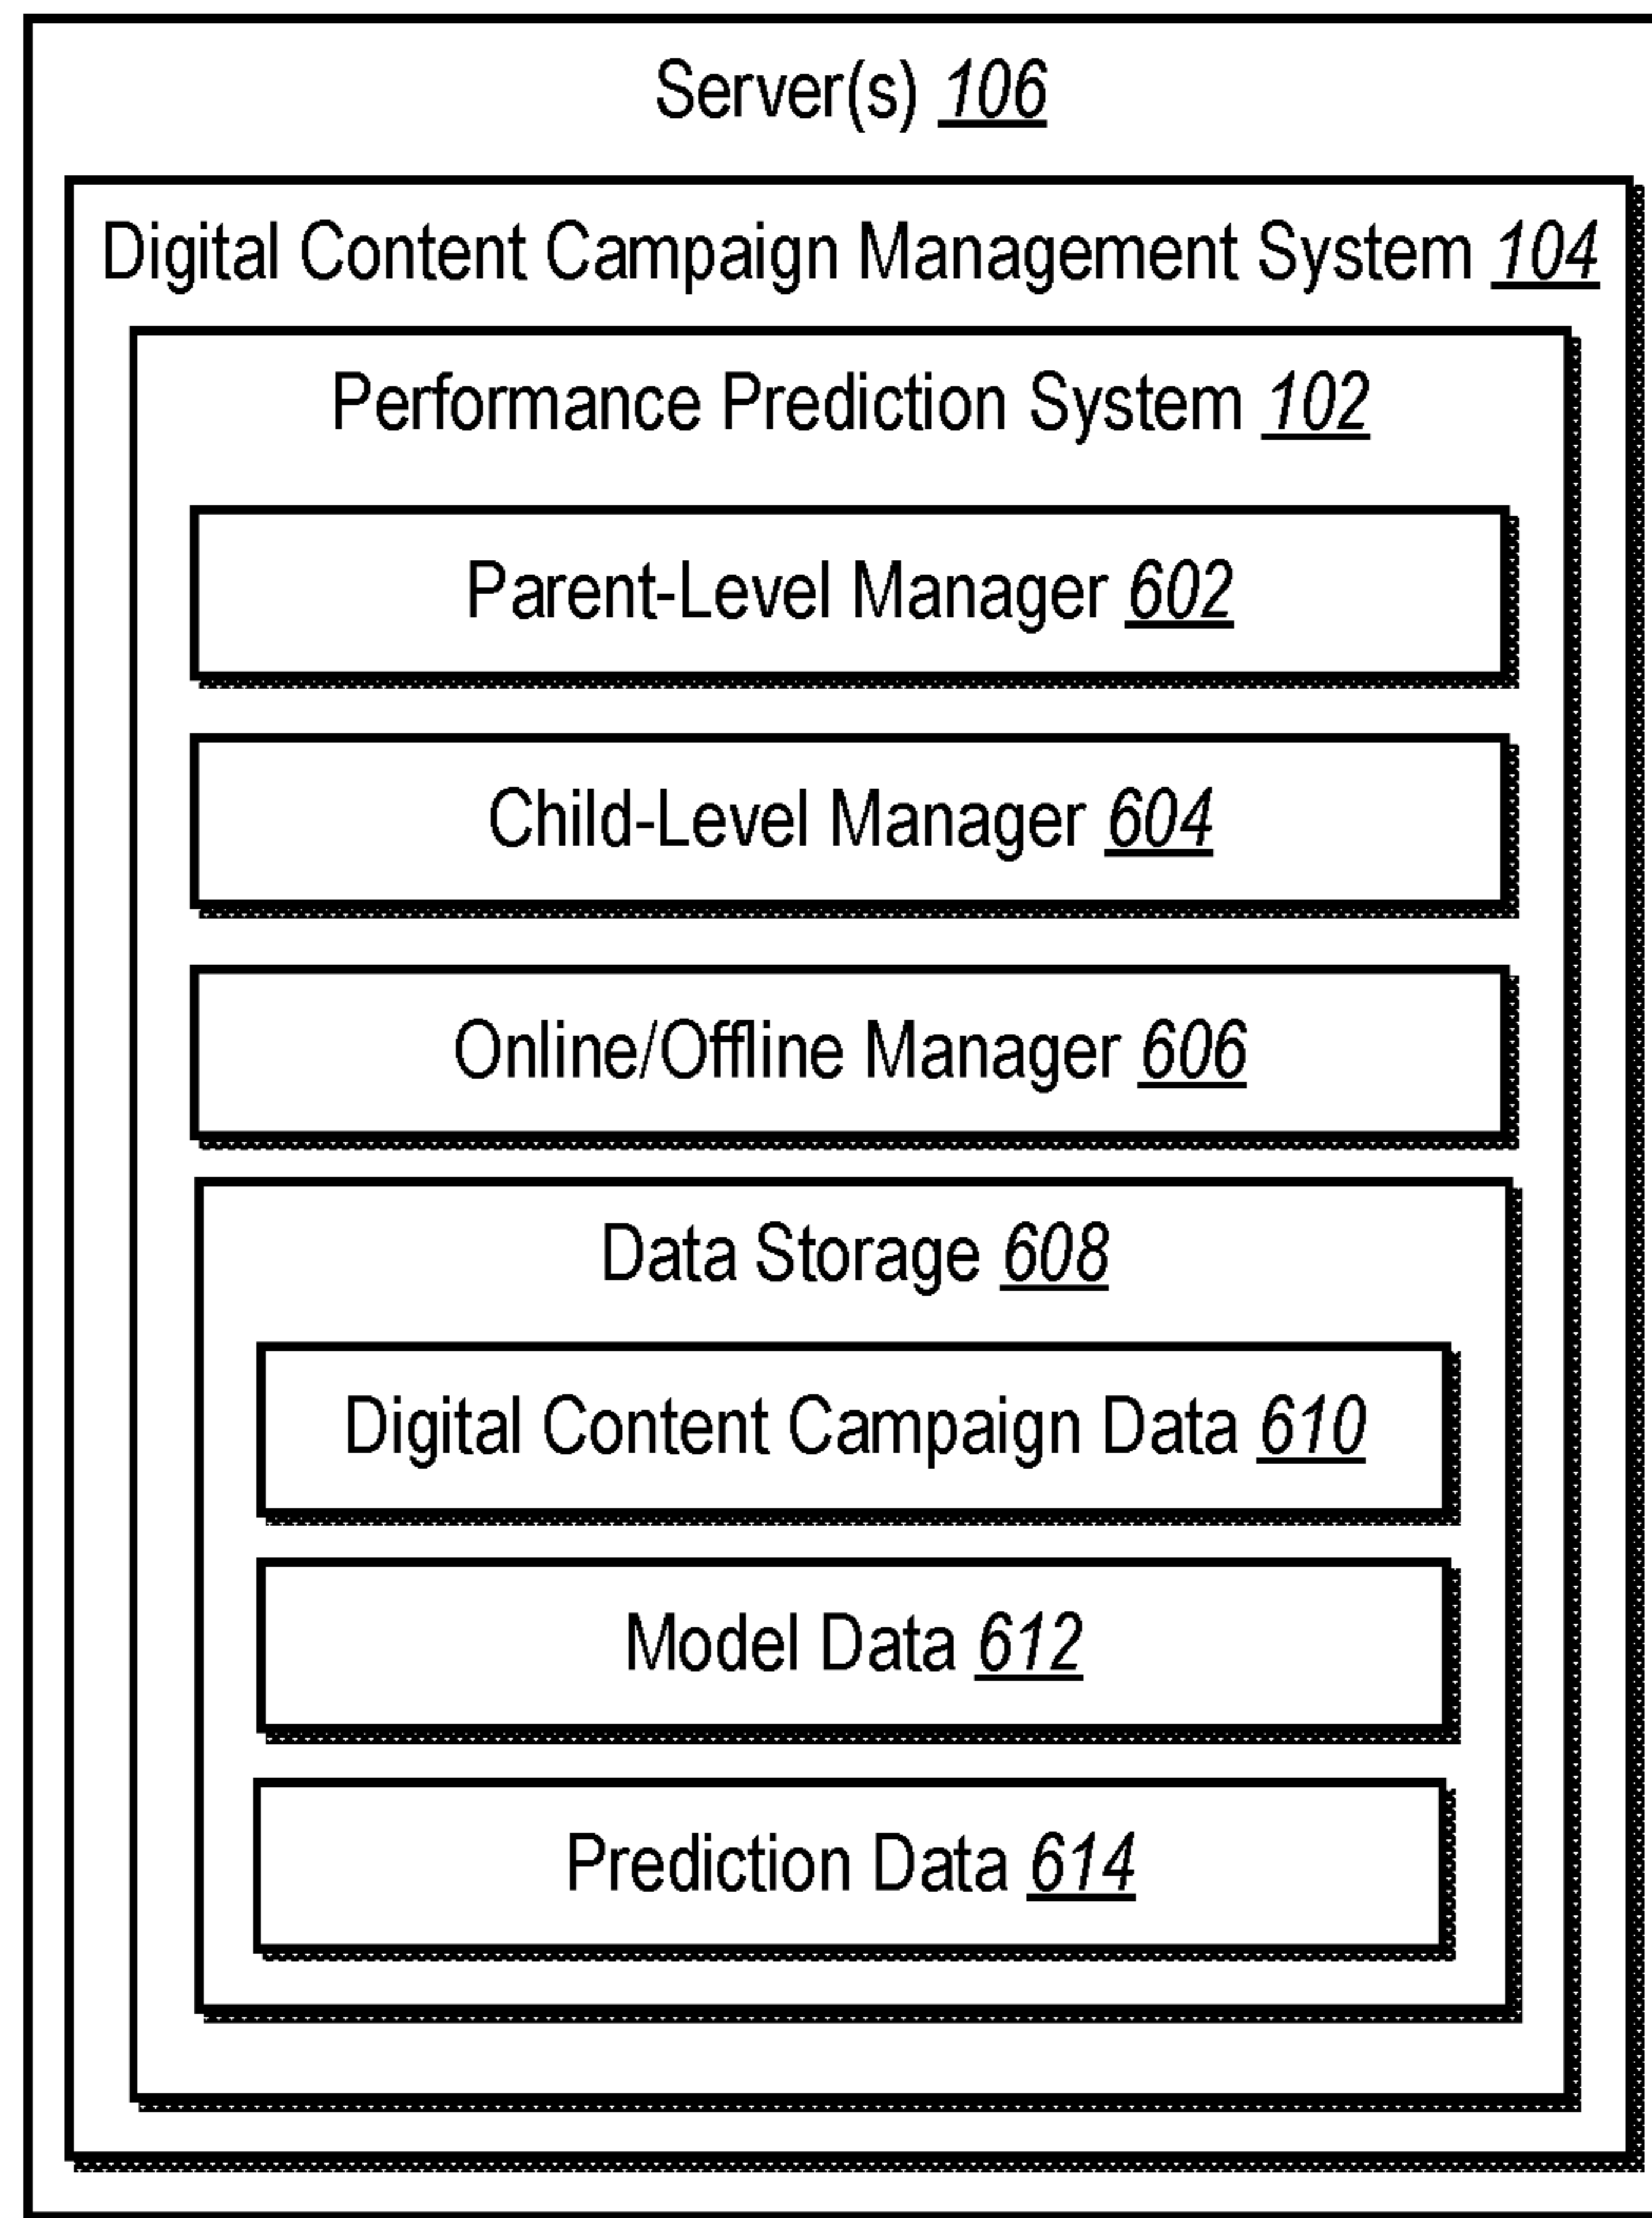 Server(s) 106
Digital Content Campaign Management System 104
Performance Prediction System 102
Parent-Level Manager 602
Child-Level Manager 604
Online/Offline Manager 606
Data Storage 608
Digital Content Campaign Data 610
Model Data 612
Prediction Data 614